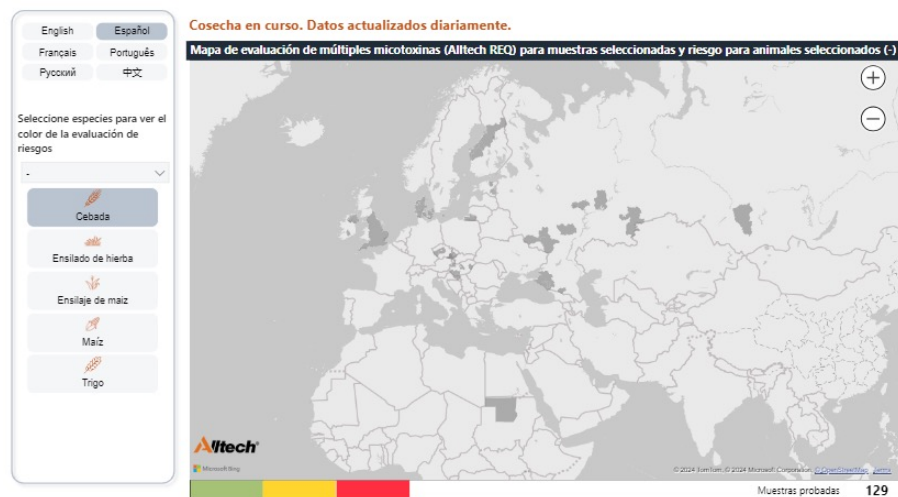 English
Español
Français
Português
Русский
中文
Seleccione especies para ver el
color de la evaluación de
riesgos
-
Cebada
Ensilado de hierba
Ensilaje de maiz
Maíz
Trigo
Cosecha en curso. Datos actualizados diariamente.
Mapa de evaluación de múltiples micotoxinas (Alltech REQ) para muestras seleccionadas y riesgo para animales seleccionados (-)
Alltech
Microsoft Bing
© 2024 TomTom, © 2024 Microsoft Corporation, © OpenStreetMap Terms
Muestras probadas 129